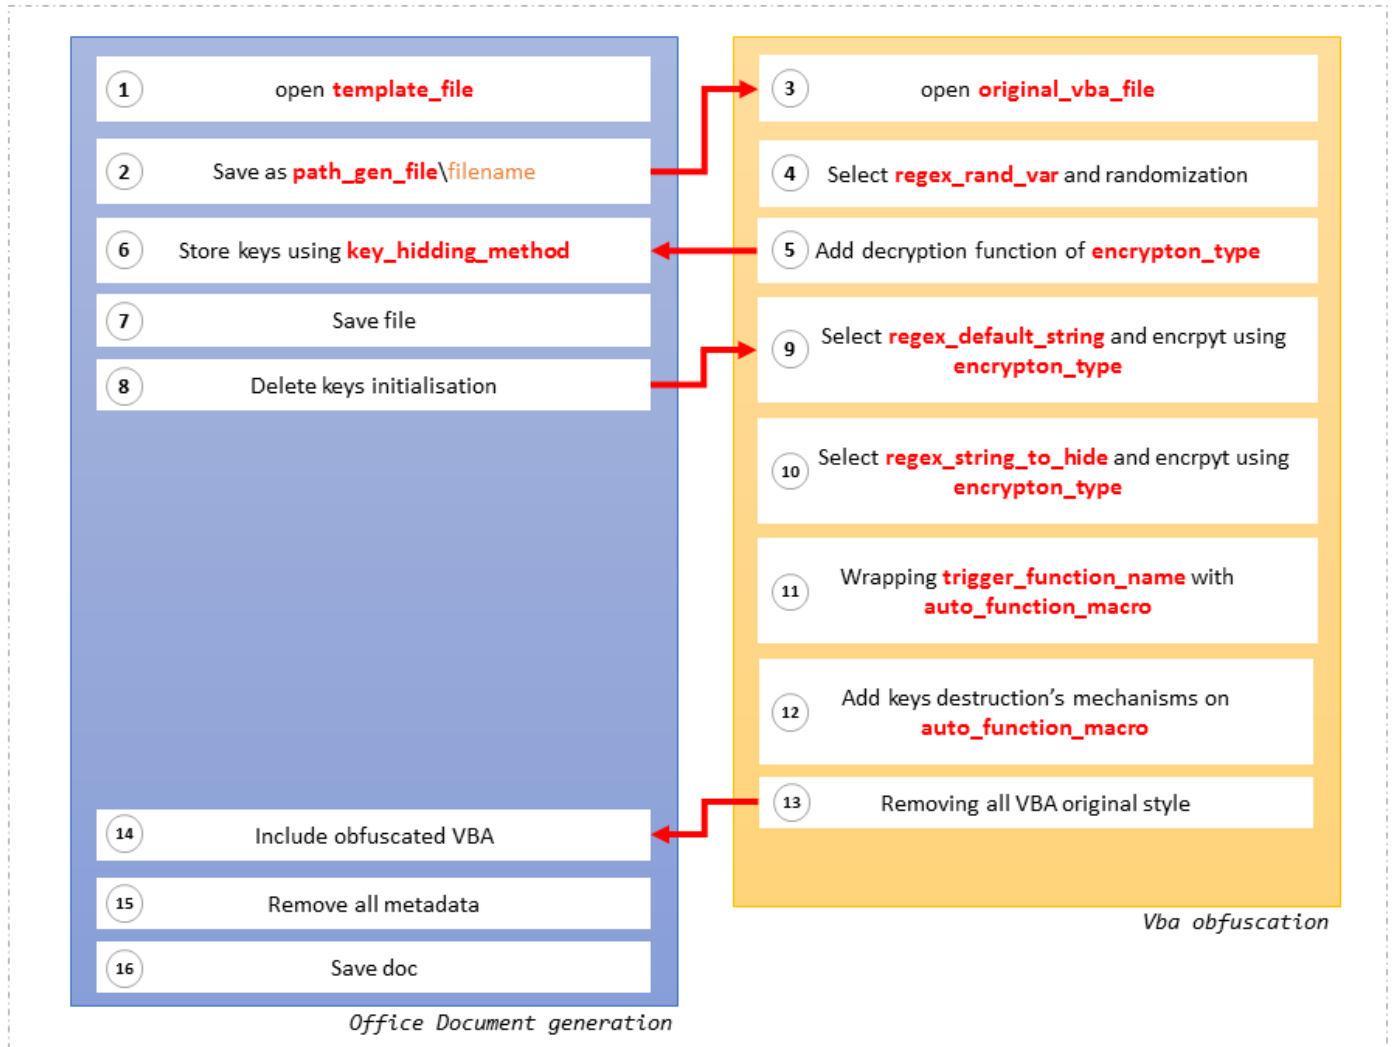 1 open template_file
2 Save as path_gen_file\filename
6 Store keys using key_hidding_method
7 Save file
8 Delete keys initialisation
14 Include obfuscated VBA
15 Remove all metadata
16 Save doc
Office Document generation
3 open original_vba_file
4 Select regex_rand_var and randomization
5 Add decryption function of encrypton_type
9 Select regex_default_string and encrpyt using
encrypton_type
10 Select regex_string_to_hide and encrpyt using
encrypton_type
11 Wrapping trigger_function_name with
auto_function_macro
12 Add keys destruction’s mechanisms on
auto_function_macro
13 Removing all VBA original style
Vba obfuscation